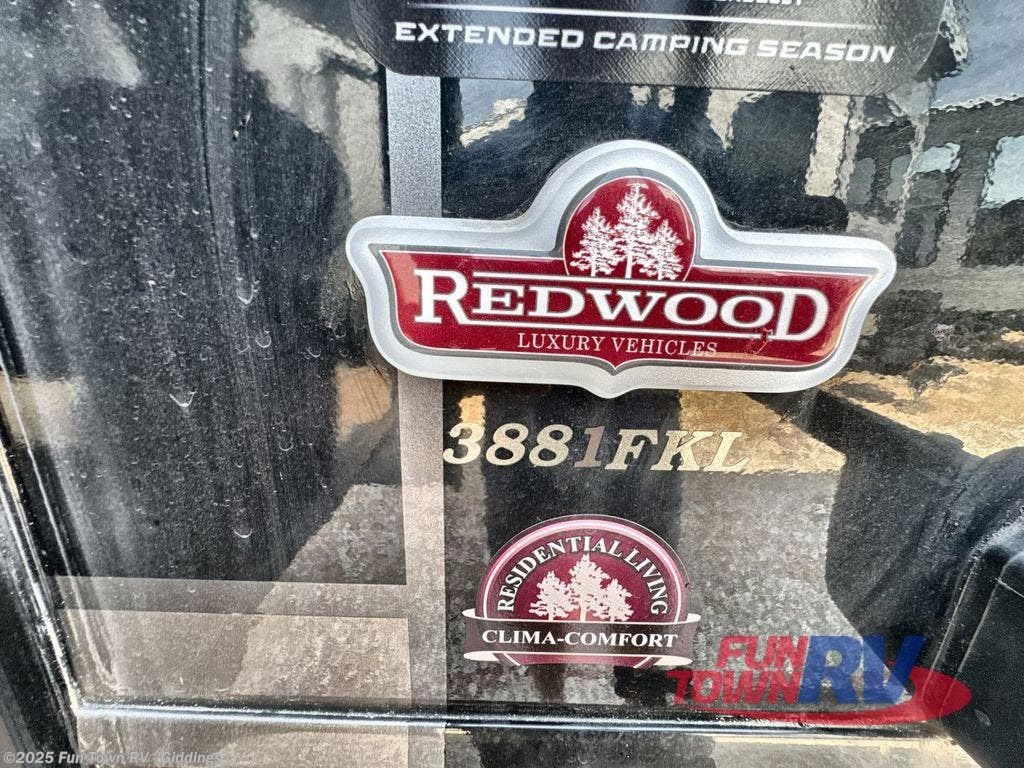 EXTENDED CAMPING SEASON
REDWOOD
LUXURY VEHICLES
3881FKL
RESIDENTIAL LIVING
CLIMA-COMFORT
FUN
TOWN RV
©2025 Fun Town RV - Giddings